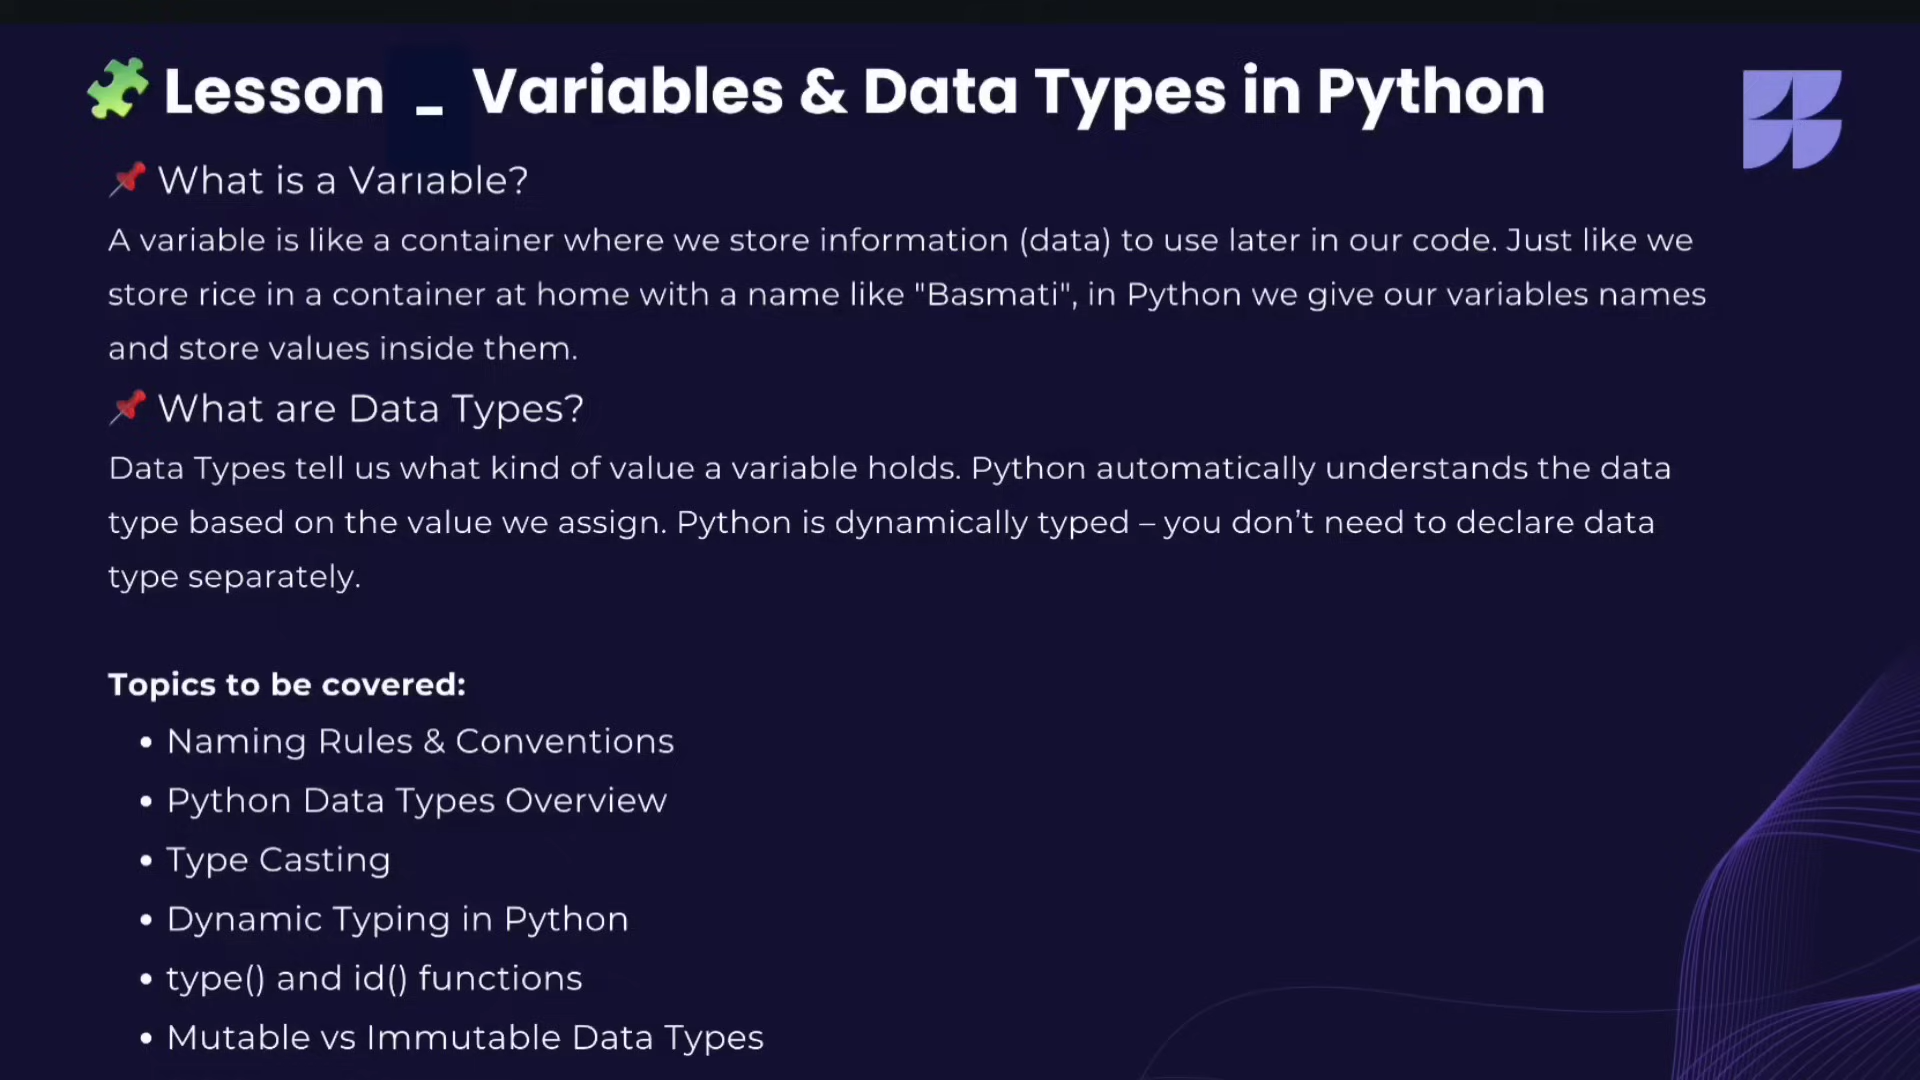 Lesson _ Variables & Data Types in Python
What is a Variable?
A variable is like a container where we store information (data) to use later in our code. Just like we
store rice in a container at home with a name like "Basmati", in Python we give our variables names
and store values inside them.
What are Data Types?
Data Types tell us what kind of value a variable holds. Python automatically understands the data
type based on the value we assign. Python is dynamically typed – you don’t need to declare data
type separately.
Topics to be covered:
• Naming Rules & Conventions
• Python Data Types Overview
• Type Casting
• Dynamic Typing in Python
• type() and id() functions
• Mutable vs Immutable Data Types